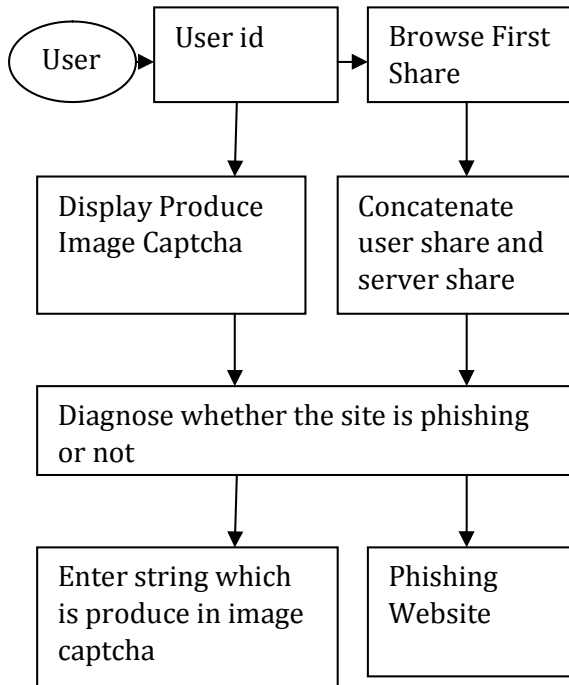 User
User id
Browse First
Share
Display Produce
Image Captcha
Concatenate
user share and
server share
Diagnose whether the site is phishing
or not
Enter string which
is produce in image
captcha
Phishing
Website